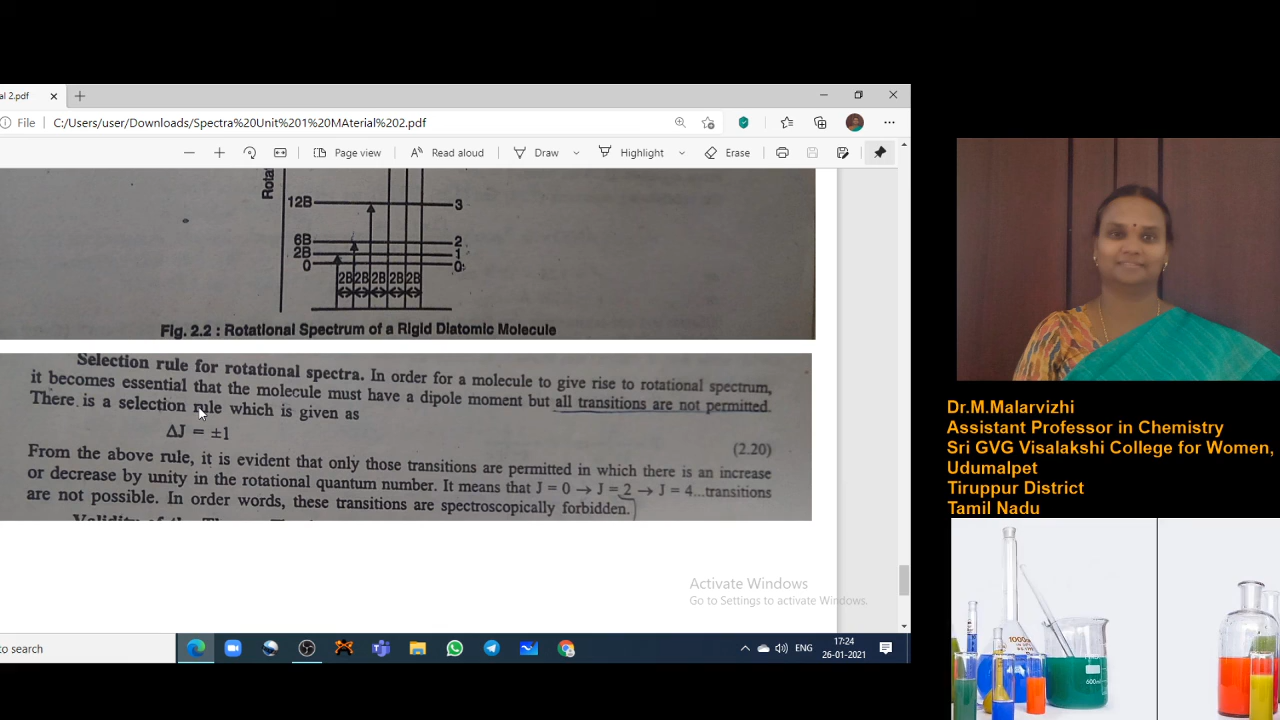 al 2.pdf
File
C:/Users/user/Downloads/Spectra%20Unit%201%20MAterial%202.pdf
Page view
Read aloud
Draw
Highlight
Erase
12B
3
6B
2
2B
1
0
0
2B 2B 2B 2B 2B
Fig. 2.2 : Rotational Spectrum of a Rigid Diatomic Molecule
Selection rule for rotational spectra. In order for a molecule to give rise to rotational spectrum,
it becomes essential that the molecule must have a dipole moment but all transitions are not permitted.
There is a selection rule which is given as
ΔJ = ±1
(2.20)
From the above rule, it is evident that only those transitions are permitted in which there is an increase
or decrease by unity in the rotational quantum number. It means that J = 0 → J = 2 → J = 4...transitions
are not possible. In order words, these transitions are spectroscopically forbidden.
Activate Windows
Go to Settings to activate Windows.
to search
ENG
17:24
26-01-2021
Dr.M.Malarvizhi
Assistant Professor in Chemistry
Sri GVG Visalakshi College for Women,
Udumalpet
Tiruppur District
Tamil Nadu